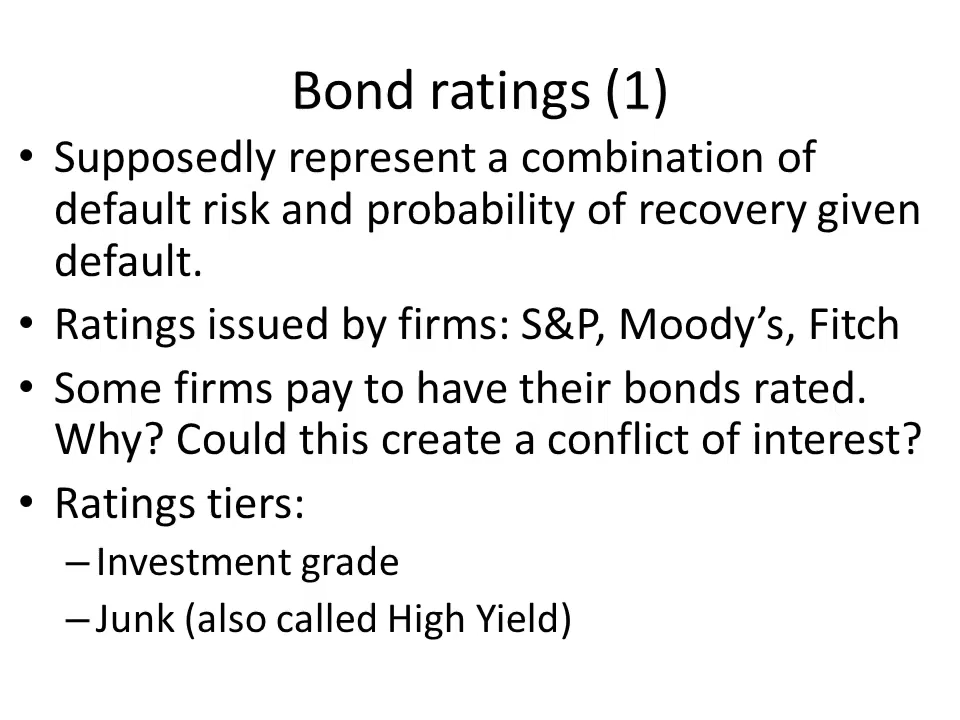 Bond ratings (1)
• Supposedly represent a combination of
default risk and probability of recovery given
default.
• Ratings issued by firms: S&P, Moody’s, Fitch
• Some firms pay to have their bonds rated.
Why? Could this create a conflict of interest?
• Ratings tiers:
– Investment grade
– Junk (also called High Yield)